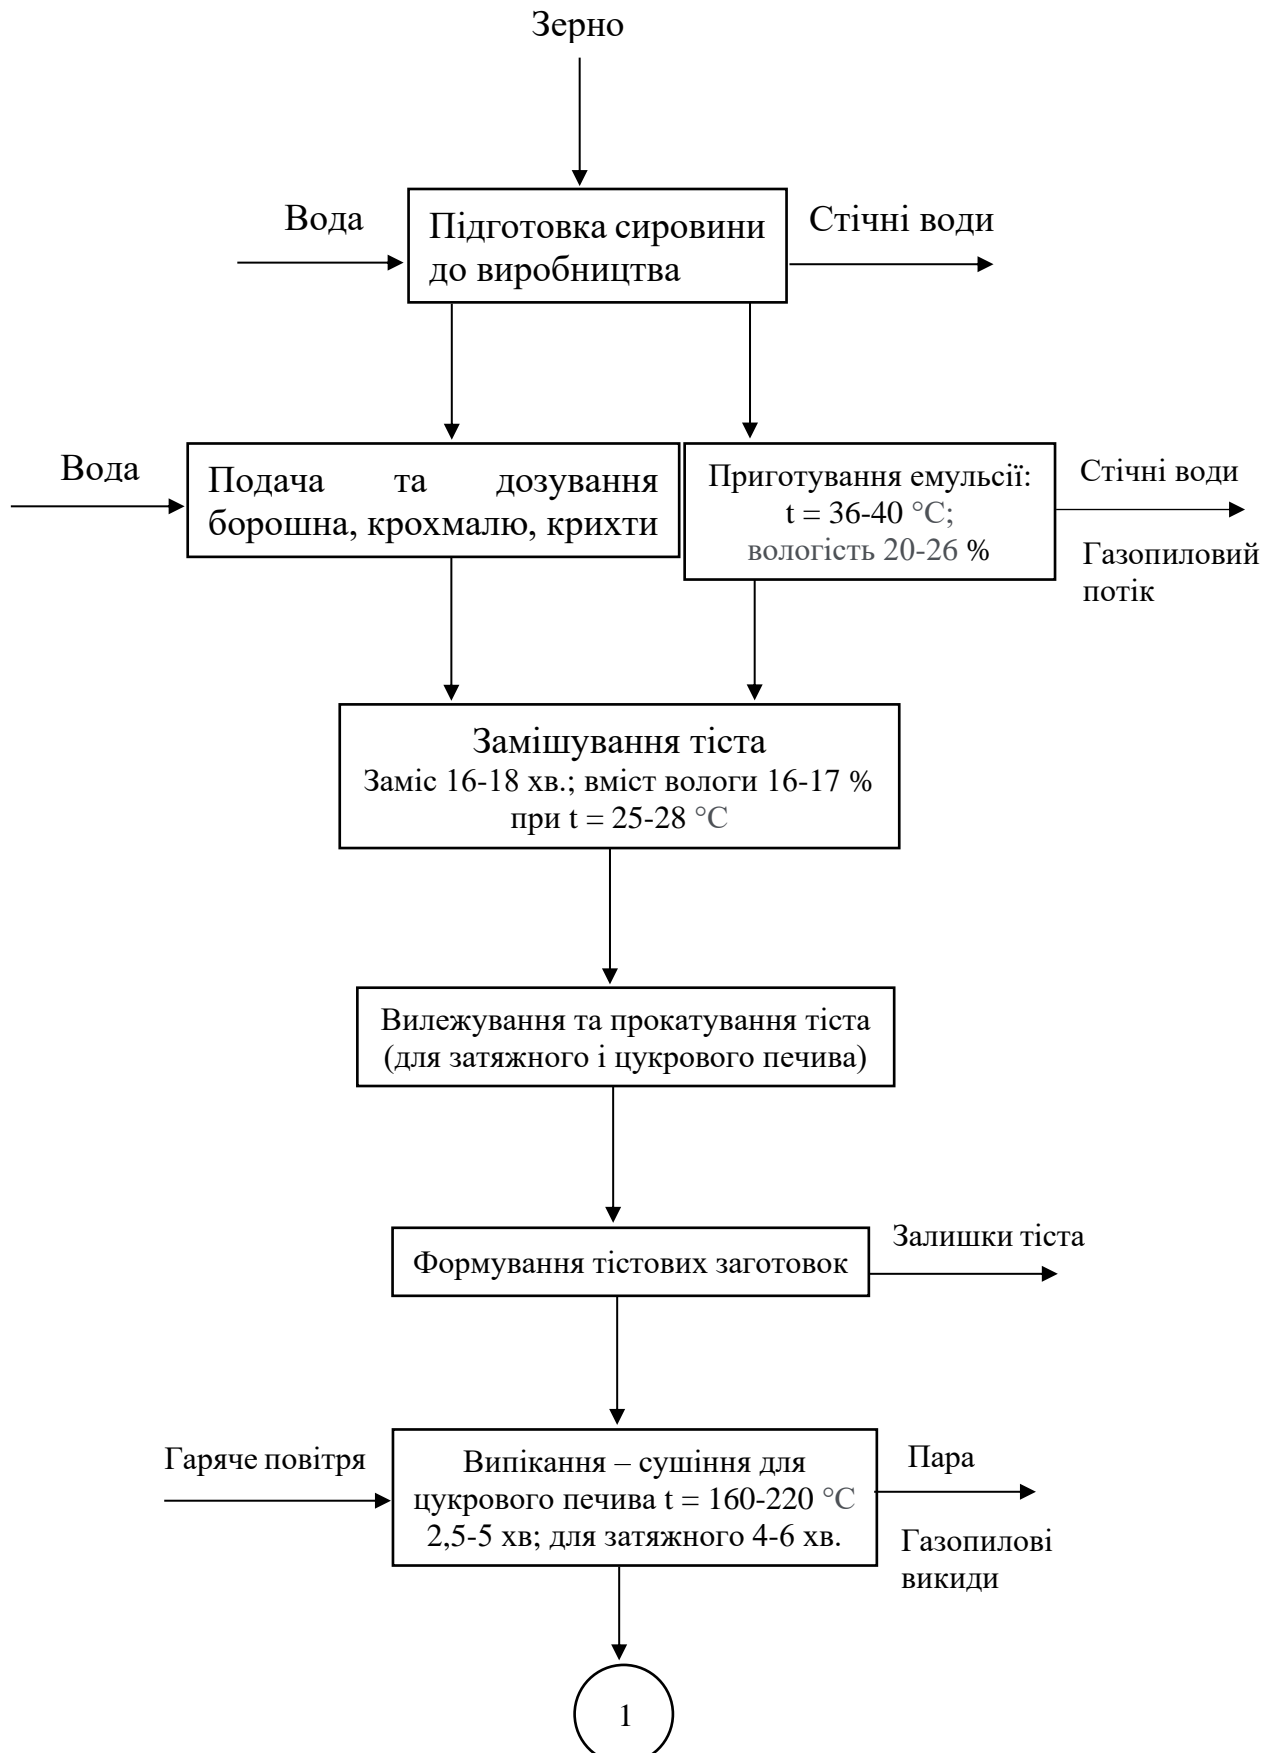 Зерно
Вода
Підготовка сировини
до виробництва
Стічні води
Вода
Подача та дозування
борошна, крохмалю, крихти
Приготування емульсії:
t = 36-40 °С;
вологість 20-26 %
Стічні води
Газопиловий
потік
Замішування тіста
Заміс 16-18 хв.; вміст вологи 16-17 %
при t = 25-28 °С
Вилежування та прокатування тіста
(для затяжного і цукрового печива)
Формування тістових заготовок
Залишки тіста
Гаряче повітря
Випікання – сушіння для
цукрового печива t = 160-220 °С
2,5-5 хв; для затяжного 4-6 хв.
Пара
Газопилові
викиди
1